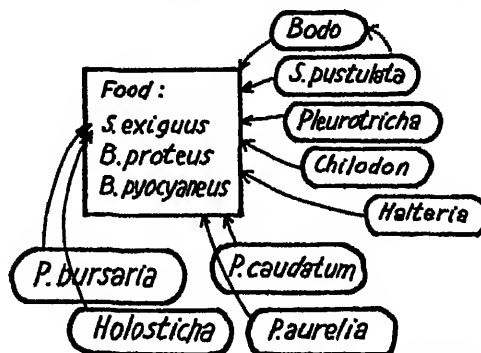 Bodo
S.pustulata
Food :
S.exiguus
B.proteus
B.pyocyaneus
Pleurotricha
Chilodon
Halteria
P.bursaria
P.caudatum
Holosticha
P.aurelia